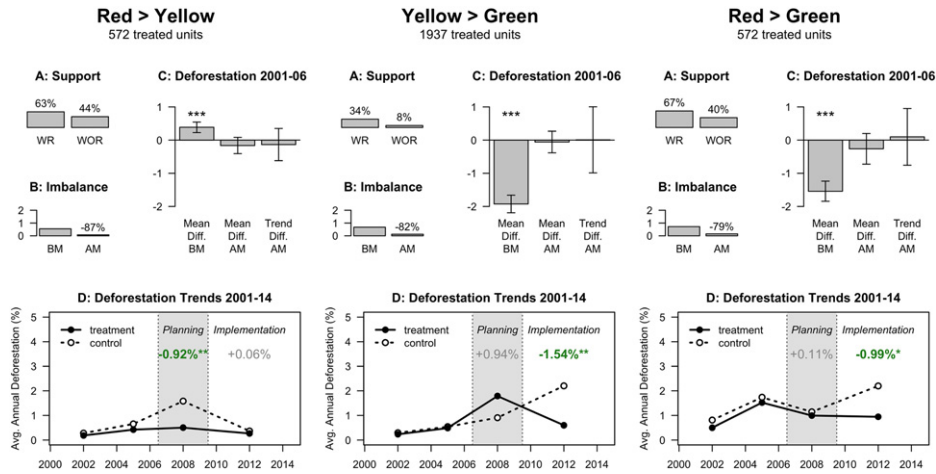 Red > Yellow
572 treated units
A: Support
63%
44%
WR
WOR
B: Imbalance
2
1
0
-87%
BM
AM
C: Deforestation 2001-06
1
0
-1
-2
***
Mean Diff. BM
Mean Diff. AM
Trend Diff. AM
D: Deforestation Trends 2001-14
Avg. Annual Deforestation (%)
5
4
3
2
1
0
treatment
control
Planning
Implementation
-0.92%**
+0.06%
2000 2002 2004 2006 2008 2010 2012 2014
Yellow > Green
1937 treated units
A: Support
34%
8%
WR
WOR
B: Imbalance
2
1
0
-82%
BM
AM
C: Deforestation 2001-06
1
0
-1
-2
***
Mean Diff. BM
Mean Diff. AM
Trend Diff. AM
D: Deforestation Trends 2001-14
Avg. Annual Deforestation (%)
5
4
3
2
1
0
treatment
control
Planning
Implementation
+0.94%
-1.54%**
2000 2002 2004 2006 2008 2010 2012 2014
Red > Green
572 treated units
A: Support
67%
40%
WR
WOR
B: Imbalance
2
1
0
-79%
BM
AM
C: Deforestation 2001-06
1
0
-1
-2
***
Mean Diff. BM
Mean Diff. AM
Trend Diff. AM
D: Deforestation Trends 2001-14
Avg. Annual Deforestation (%)
5
4
3
2
1
0
treatment
control
Planning
Implementation
+0.11%
-0.99%*
2000 2002 2004 2006 2008 2010 2012 2014